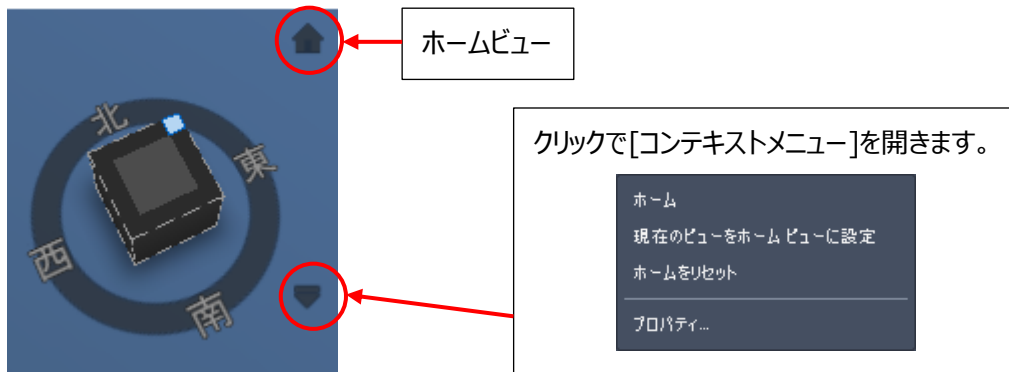 ホームビュー
北
東
西
南
クリックで[コンテキストメニュー]を開きます。
ホーム
現在のビューをホーム ビューに設定
ホームをリセット
プロパティ...